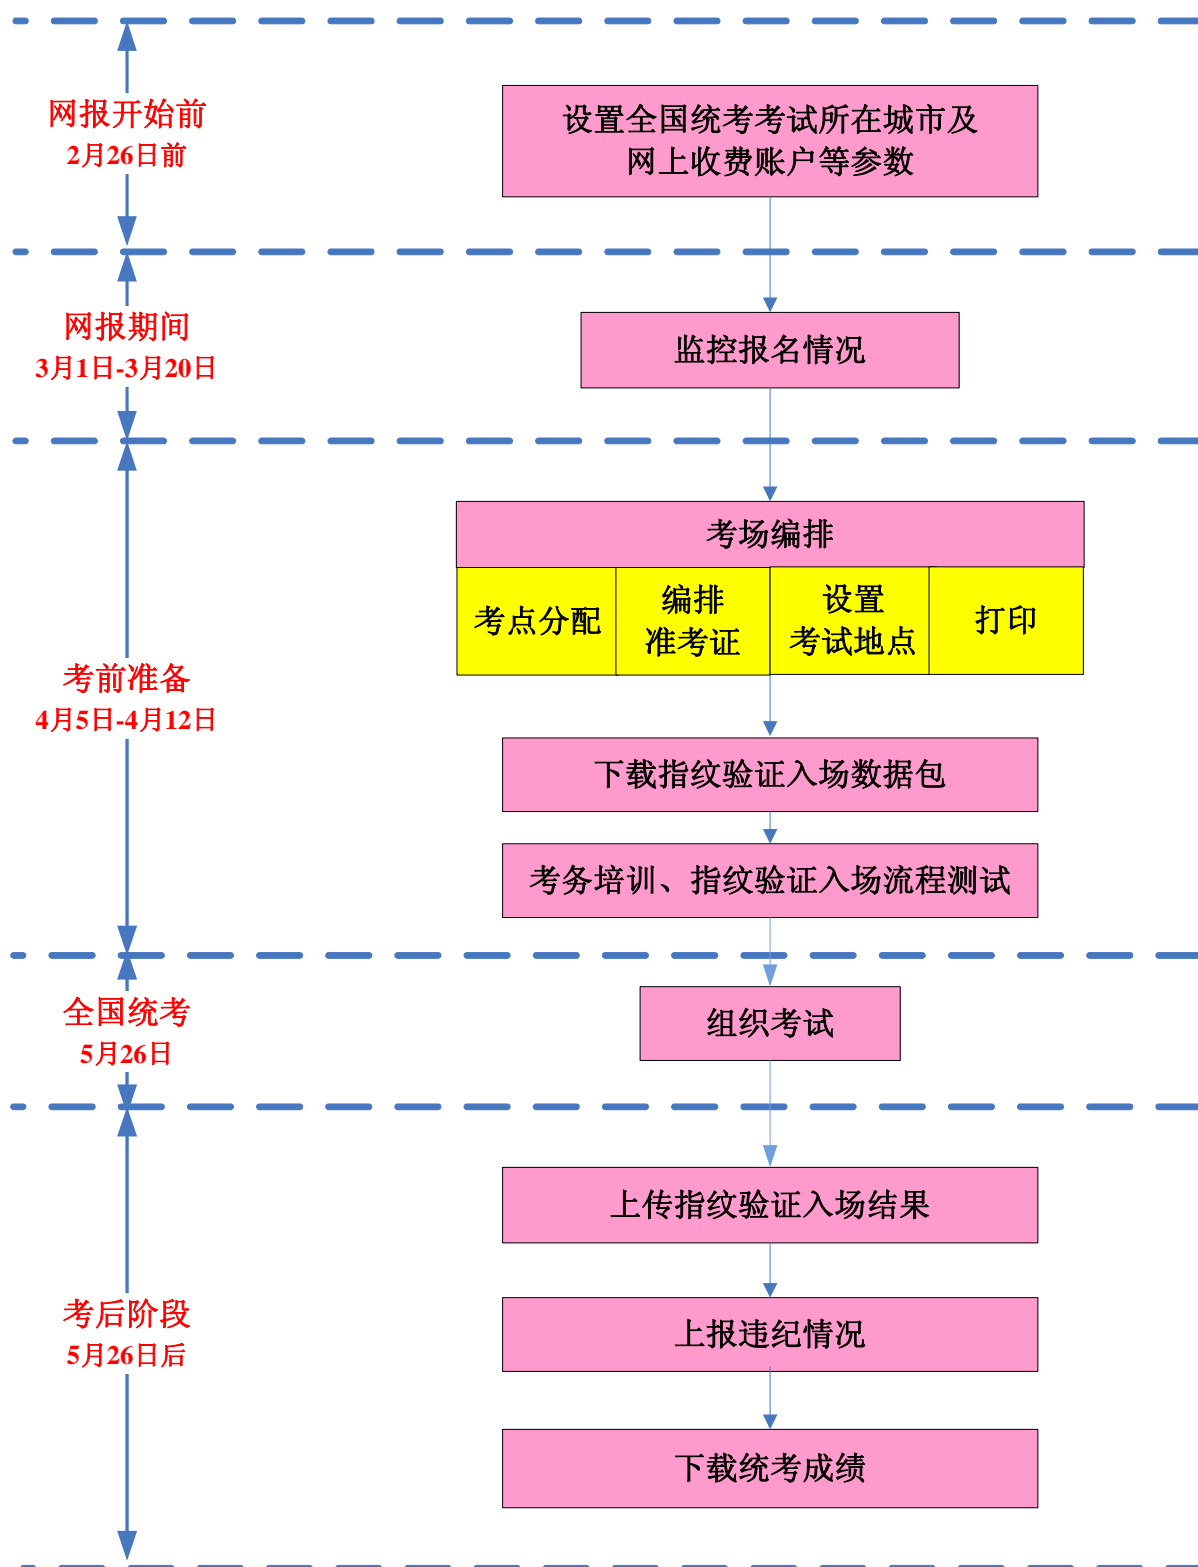 网报开始前
2月26日前
设置全国统考考试所在城市及
网上收费账户等参数
网报期间
3月1日-3月20日
监控报名情况
考前准备
4月5日-4月12日
考场编排
考点分配
编排
准考证
设置
考试地点
打印
下载指纹验证入场数据包
考务培训、指纹验证入场流程测试
全国统考
5月26日
组织考试
考后阶段
5月26日后
上传指纹验证入场结果
上报违纪情况
下载统考成绩